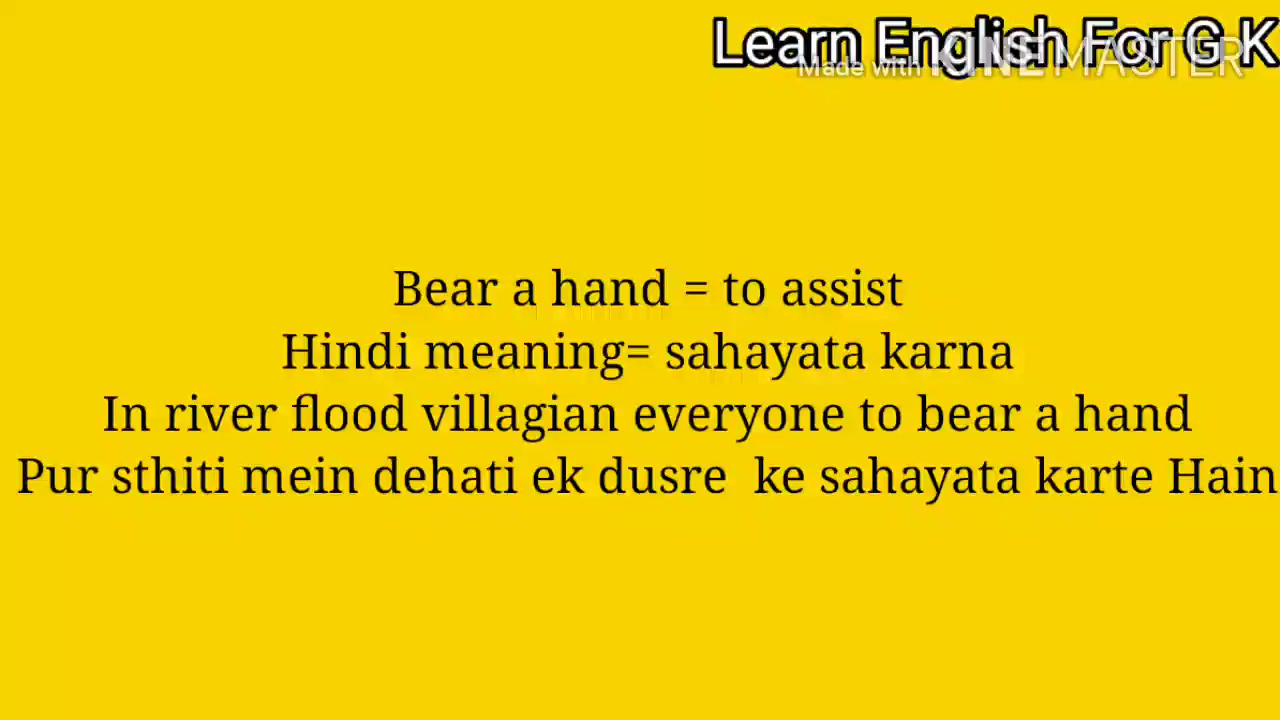 Learn English For G K
Made with KINEMASTER
Bear a hand = to assist
Hindi meaning= sahayata karna
In river flood villagian everyone to bear a hand
Pur sthiti mein dehati ek dusre ke sahayata karte Hain